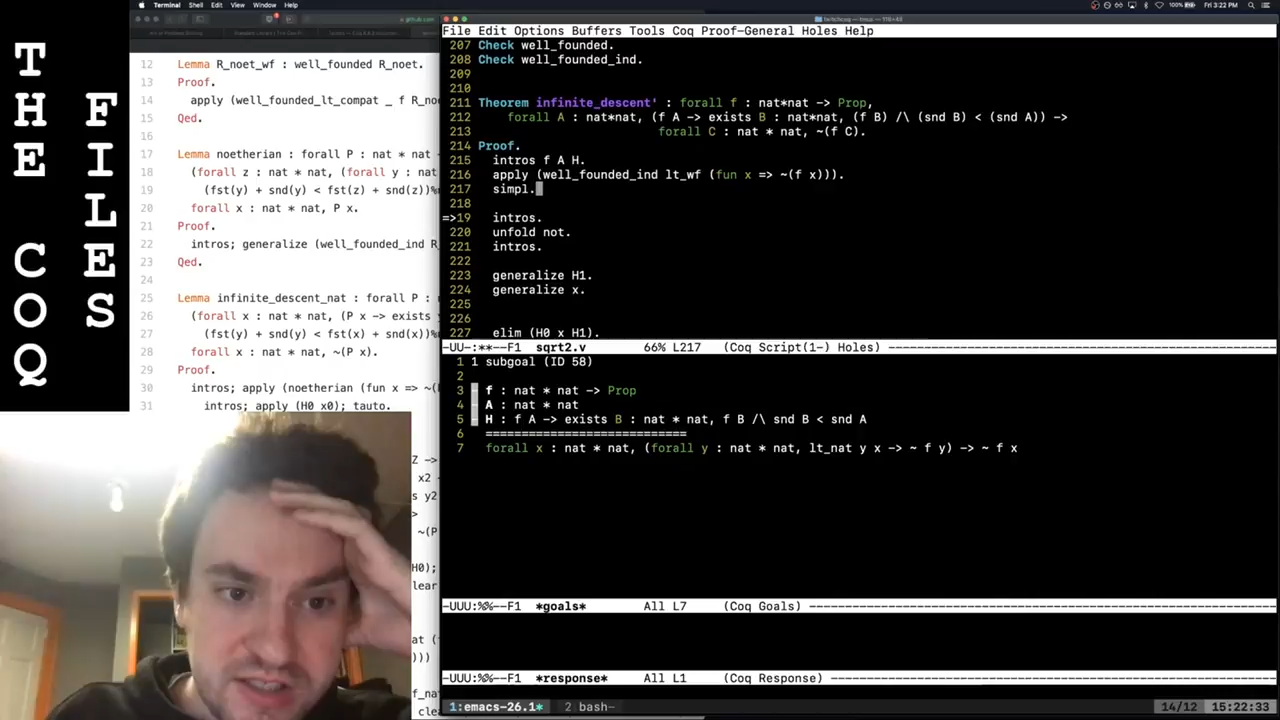 Terminal Shell Edit View Window Help
100% Fri 3:22 PM
THE COQ
FILES
12 Lemma R_noet_wf : well_founded R_noet.
13 Proof.
14 apply (well_founded_lt_compat _ f R_noe
15 Qed.
16
17 Lemma noetherian : forall P : nat * nat
18 (forall z : nat * nat, (forall y : nat
19 (fst(y) + snd(y) < fst(z) + snd(z))%n
20 forall x : nat * nat, P x.
21 Proof.
22 intros; generalize (well_founded_ind R_
23 Qed.
24
25 Lemma infinite_descent_nat : forall P : n
26 (forall x : nat * nat, (P x -> exists y
27 (fst(y) + snd(y) < fst(x) + snd(x))%n
28 forall x : nat * nat, ~(P x).
29 Proof.
30 intros; apply (noetherian (fun x => ~(
31 intros; apply (H0 x0); tauto.
File Edit Options Buffers Tools Coq Proof-General Holes Help
207 Check well_founded.
208 Check well_founded_ind.
209
210
211 Theorem infinite_descent' : forall f : nat*nat -> Prop,
212 forall A : nat*nat, (f A -> exists B : nat*nat, (f B) /\ (snd B) < (snd A)) ->
213 forall C : nat * nat, ~(f C).
214 Proof.
215 intros f A H.
216 apply (well_founded_ind lt_wf (fun x => ~(f x))).
217 simpl.
218
=>19 intros.
220 unfold not.
221 intros.
222
223 generalize H1.
224 generalize x.
225
226
227 elim (H0 x H1).
-UU-:**--F1 sqrt2.v 66% L217 (Coq Script(1-) Holes)
1 1 subgoal (ID 58)
2
3 f : nat * nat -> Prop
4 A : nat * nat
5 H : f A -> exists B : nat * nat, f B /\ snd B < snd A
6 ============================
7 forall x : nat * nat, (forall y : nat * nat, lt_nat y x -> ~ f y) -> ~ f x
-UUU:%%--F1 *goals* All L7 (Coq Goals)
-UUU:%%--F1 *response* All L1 (Coq Response)
1:emacs-26.1* 2 bash- 14/12 15:22:33